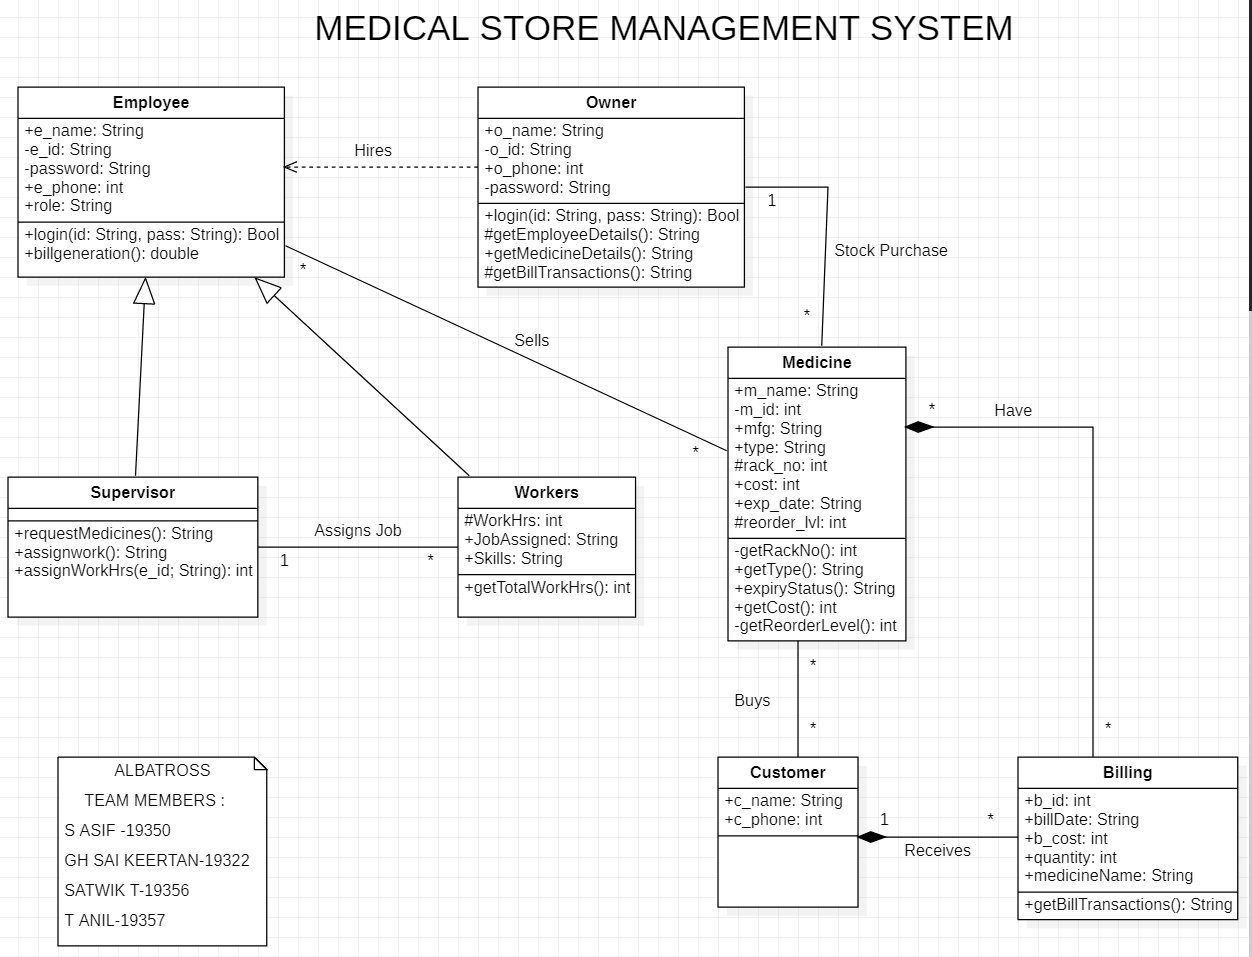 MEDICAL STORE MANAGEMENT SYSTEM
Employee
+e_name: String
-e_id: String
-password: String
+e_phone: int
+role: String
+login(id: String, pass: String): Bool
+billgeneration(): double
Hires
Owner
+o_name: String
-o_id: String
+o_phone: int
-password: String
+login(id: String, pass: String): Bool
#getEmployeeDetails(): String
+getMedicineDetails(): String
#getBillTransactions(): String
1
Stock Purchase
*
*
Sells
*
Medicine
+m_name: String
-m_id: int
+mfg: String
+type: String
#rack_no: int
+cost: int
+exp_date: String
#reorder_lvl: int
-getRackNo(): int
+getType(): String
+expiryStatus(): String
+getCost(): int
-getReorderLevel(): int
*
Have
*
Supervisor
+requestMedicines(): String
+assignwork(): String
+assignWorkHrs(e_id; String): int
Assigns Job
1
*
Workers
#WorkHrs: int
+JobAssigned: String
+Skills: String
+getTotalWorkHrs(): int
*
Buys
*
Customer
+c_name: String
+c_phone: int
1
*
Receives
Billing
+b_id: int
+billDate: String
+b_cost: int
+quantity: int
+medicineName: String
+getBillTransactions(): String
ALBATROSS
TEAM MEMBERS :
S ASIF -19350
GH SAI KEERTAN-19322
SATWIK T-19356
T ANIL-19357